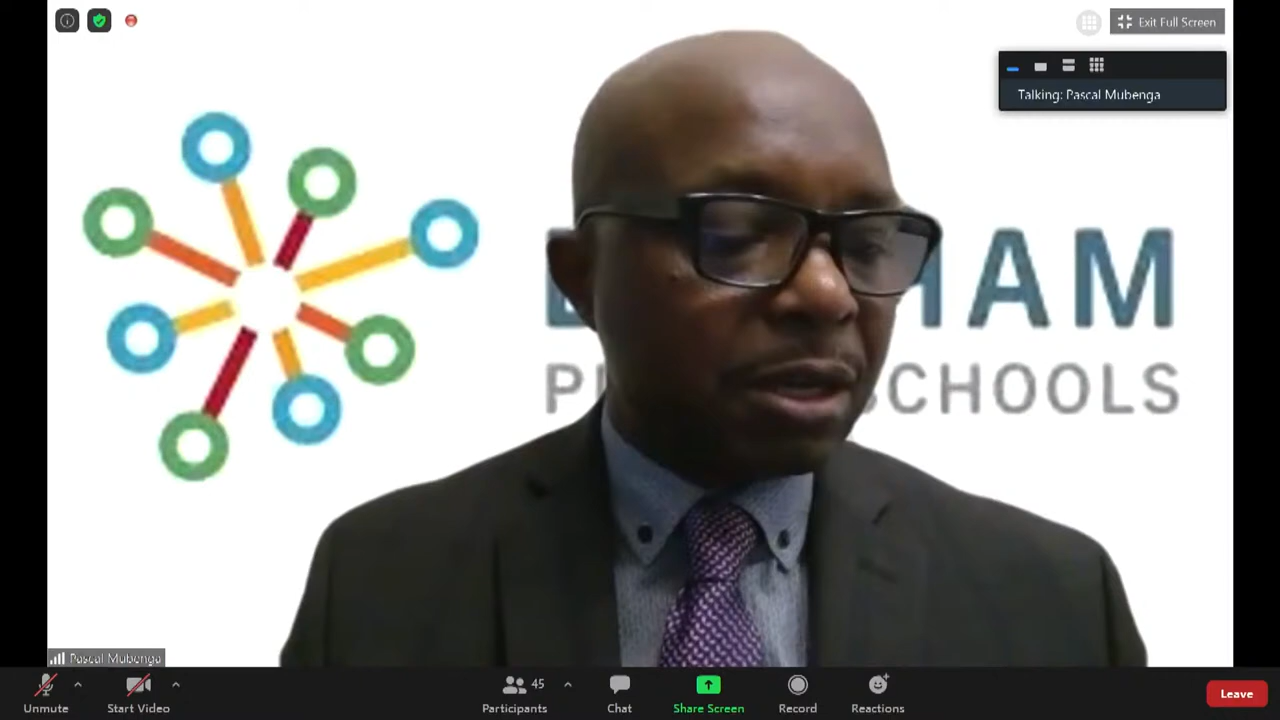 Exit Full Screen
Talking: Pascal Mubenga
HAM
SCHOOLS
Pascal Mubenga
Unmute
Start Video
45
Participants
Chat
Share Screen
Record
Reactions
Leave